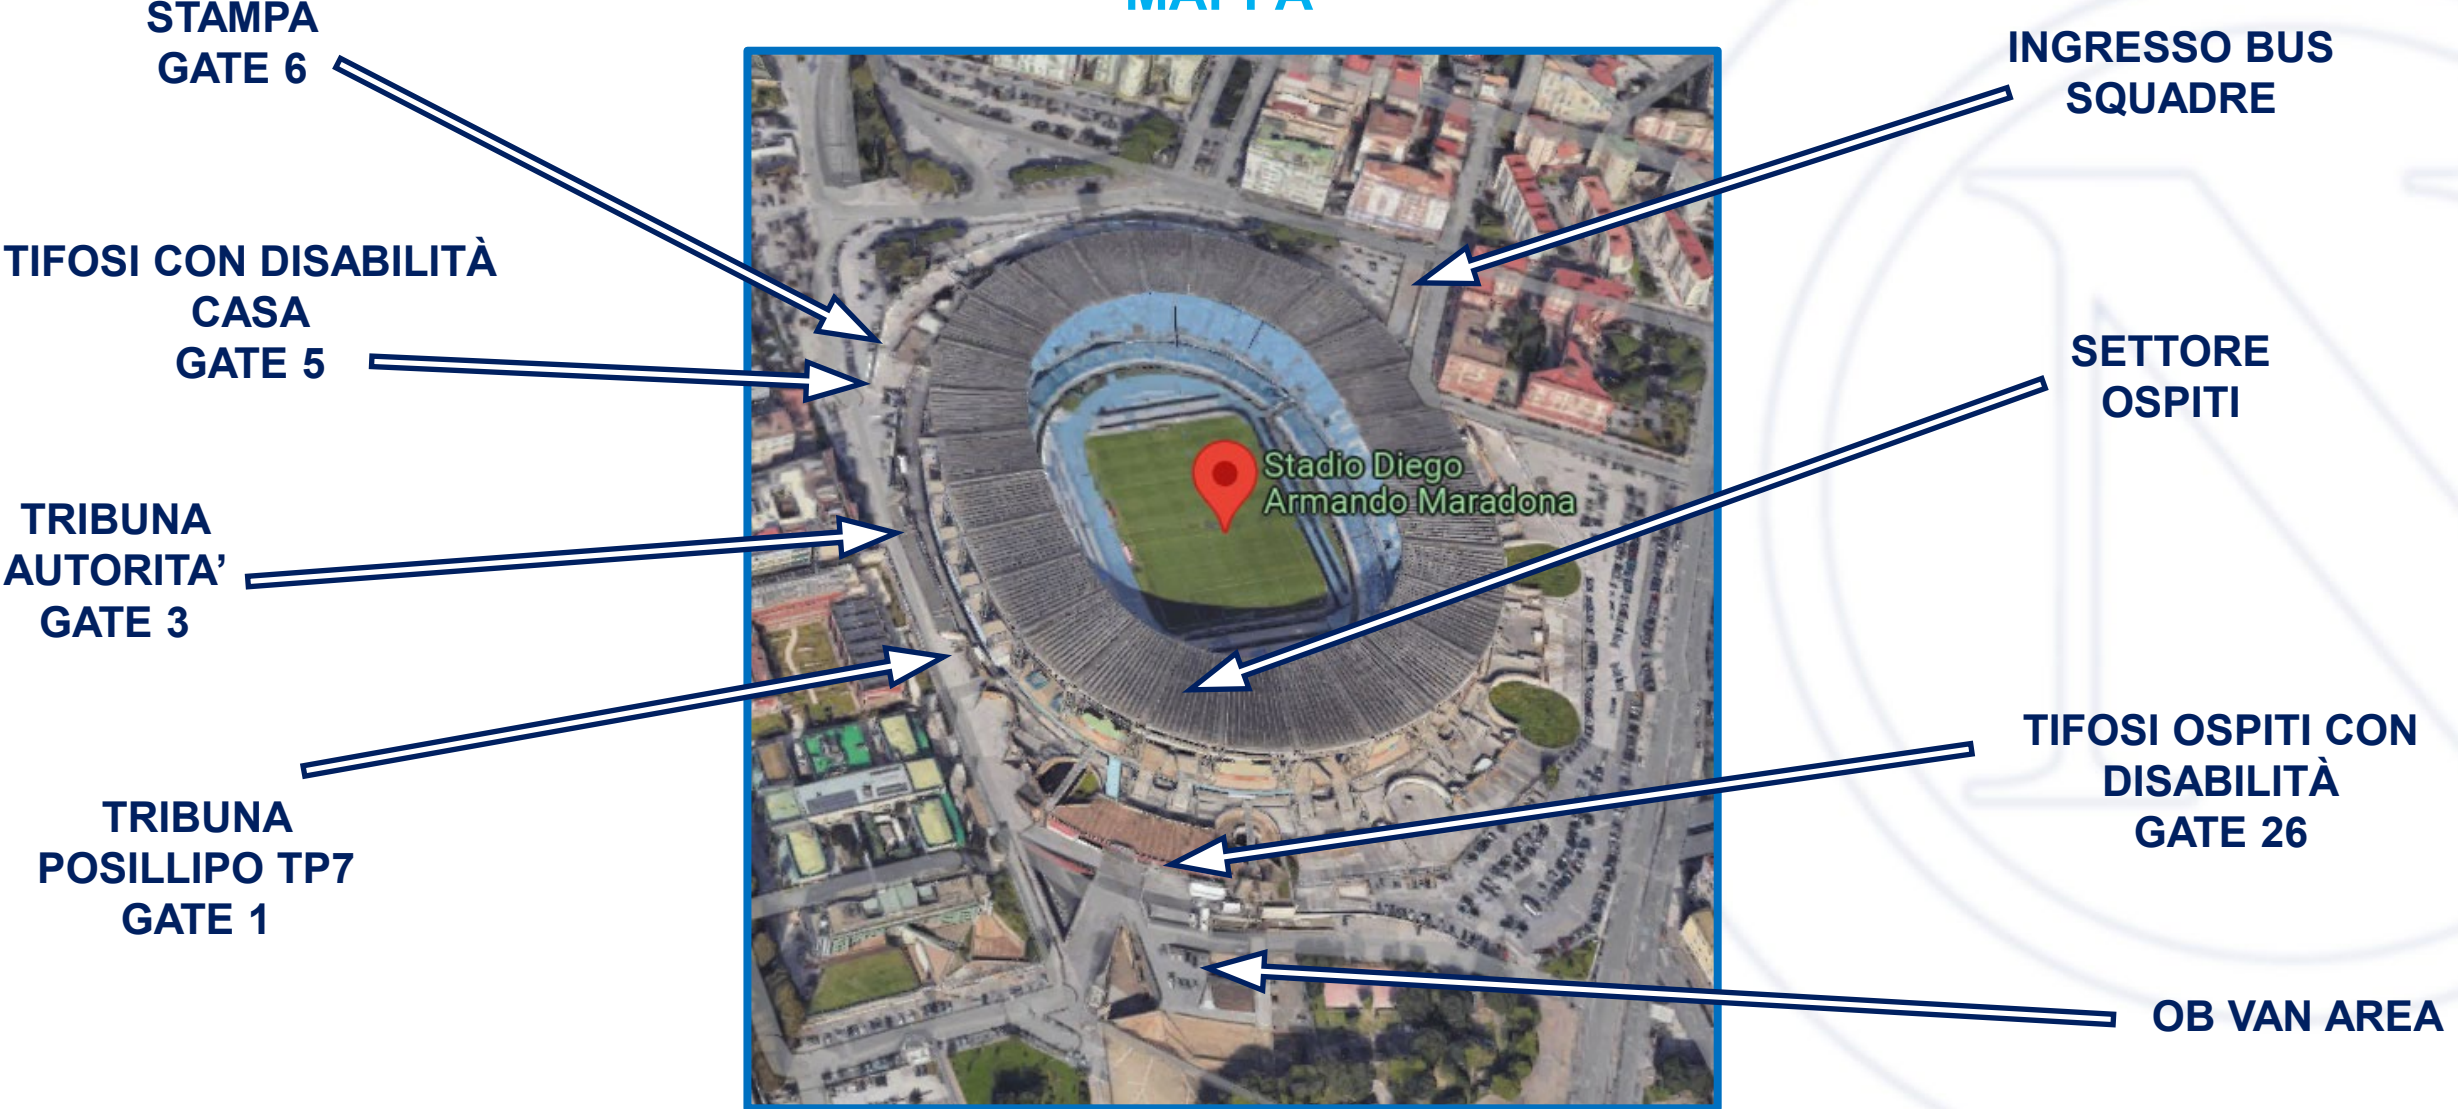 MAPPA
STAMPA
GATE 6
TIFOSI CON DISABILITÀ
CASA
GATE 5
TRIBUNA
AUTORITA’
GATE 3
TRIBUNA
POSILLIPO TP7
GATE 1
Stadio Diego
Armando Maradona
INGRESSO BUS
SQUADRE
SETTORE
OSPITI
TIFOSI OSPITI CON
DISABILITÀ
GATE 26
OB VAN AREA